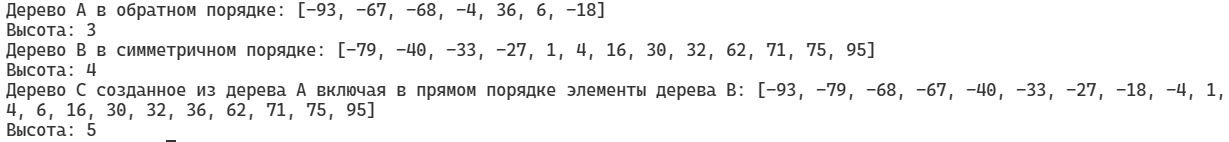 Дерево A в обратном порядке: [-93, -67, -68, -4, 36, 6, -18]
Высота: 3
Дерево B в симметричном порядке: [-79, -40, -33, -27, 1, 4, 16, 30, 32, 62, 71, 75, 95]
Высота: 4
Дерево C созданное из дерева A включая в прямом порядке элементы дерева B: [-93, -79, -68, -67, -40, -33, -27, -18, -4, 1,
4, 6, 16, 30, 32, 36, 62, 71, 75, 95]
Высота: 5